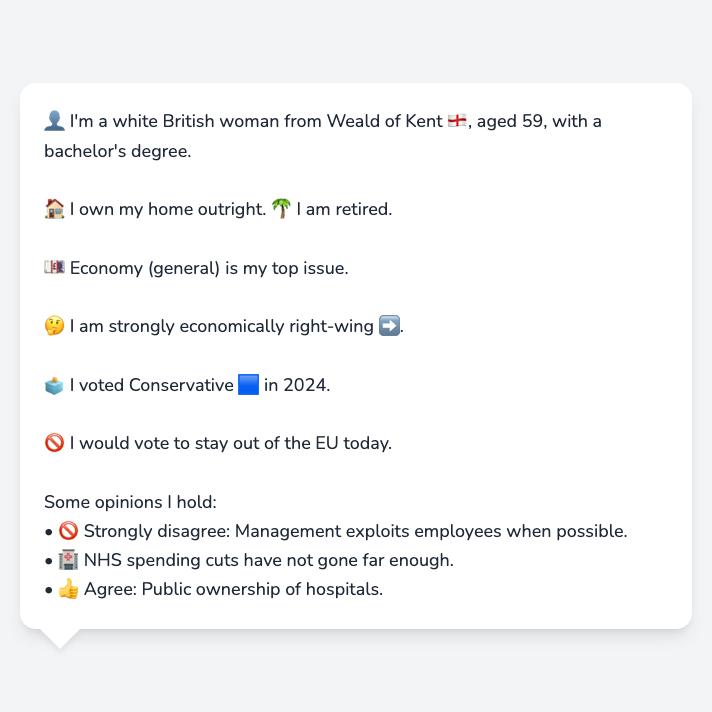 👤 I'm a white British woman from Weald of Kent 🏴󠁧󠁢󠁥󠁮󠁧󠁿, aged 59, with a
bachelor's degree.
🏠 I own my home outright. 🌴 I am retired.
💷 Economy (general) is my top issue.
🤔 I am strongly economically right-wing ➡️.
🗳️ I voted Conservative 🟦 in 2024.
🚫 I would vote to stay out of the EU today.
Some opinions I hold:
• 🚫 Strongly disagree: Management exploits employees when possible.
• 🏥 NHS spending cuts have not gone far enough.
• 👍 Agree: Public ownership of hospitals.